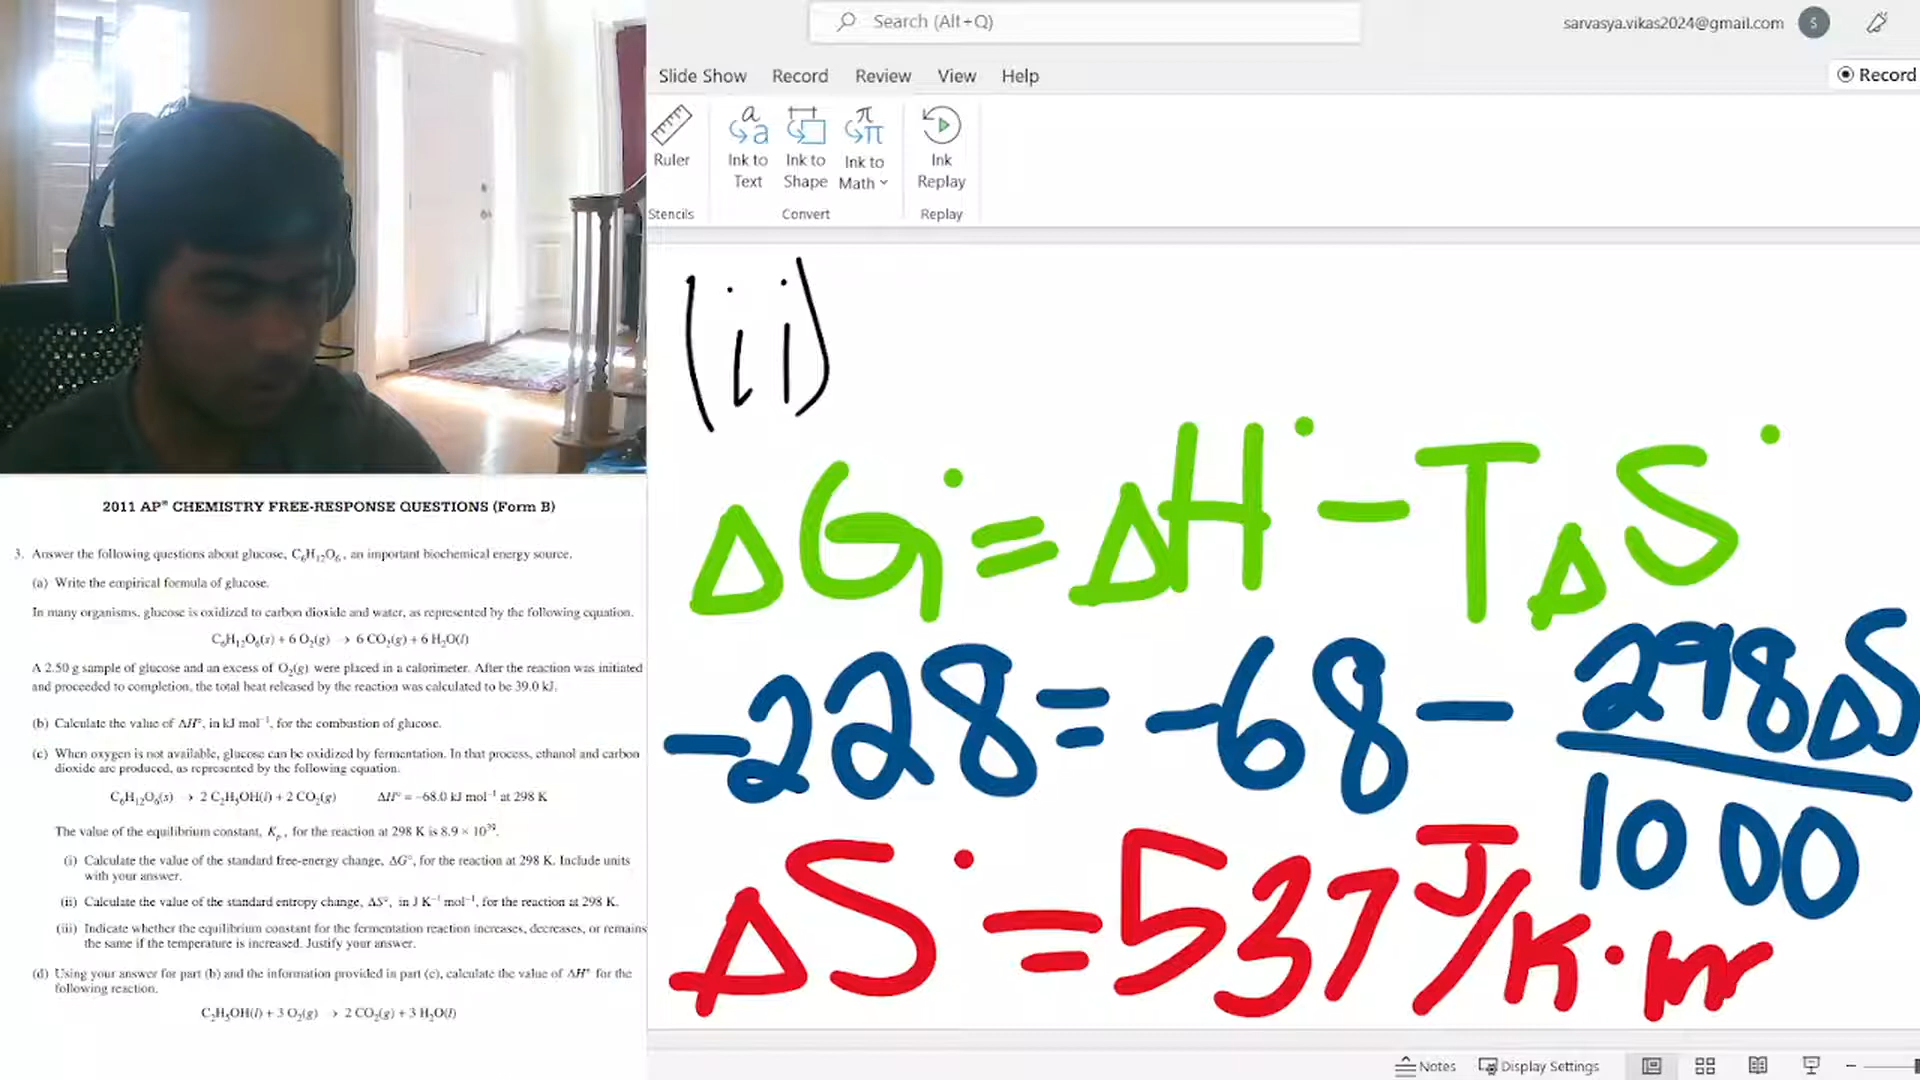 Search (Alt+Q)
sarvasya.vikas2024@gmail.com
S
Slide Show Record Review View Help
Record
Ruler
Ink to Text
Ink to Shape
Ink to Math
Ink Replay
Stencils
Convert
Replay
(ii)
ΔG° = ΔH° - TΔS°
-228 = -68 - 298ΔS
1000
ΔS° = 537 J/K·m
2011 AP® CHEMISTRY FREE-RESPONSE QUESTIONS (Form B)
3. Answer the following questions about glucose, C₆H₁₂O₆, an important biochemical energy source.
(a) Write the empirical formula of glucose.
In many organisms, glucose is oxidized to carbon dioxide and water, as represented by the following equation.
C₆H₁₂O₆(s) + 6 O₂(g) → 6 CO₂(g) + 6 H₂O(l)
A 2.50 g sample of glucose and an excess of O₂(g) were placed in a calorimeter. After the reaction was initiated
and proceeded to completion, the total heat released by the reaction was calculated to be 39.0 kJ.
(b) Calculate the value of ΔH°, in kJ mol⁻¹, for the combustion of glucose.
(c) When oxygen is not available, glucose can be oxidized by fermentation. In that process, ethanol and carbon
dioxide are produced, as represented by the following equation.
C₆H₁₂O₆(s) → 2 C₂H₅OH(l) + 2 CO₂(g) ΔH° = −68.0 kJ mol⁻¹ at 298 K
The value of the equilibrium constant, Kp, for the reaction at 298 K is 8.9 × 10³⁹.
(i) Calculate the value of the standard free-energy change, ΔG°, for the reaction at 298 K. Include units
with your answer.
(ii) Calculate the value of the standard entropy change, ΔS°, in J K⁻¹ mol⁻¹, for the reaction at 298 K.
(iii) Indicate whether the equilibrium constant for the fermentation reaction increases, decreases, or remains
the same if the temperature is increased. Justify your answer.
(d) Using your answer for part (b) and the information provided in part (c), calculate the value of ΔH° for the
following reaction.
C₂H₅OH(l) + 3 O₂(g) → 2 CO₂(g) + 3 H₂O(l)
Notes
Display Settings